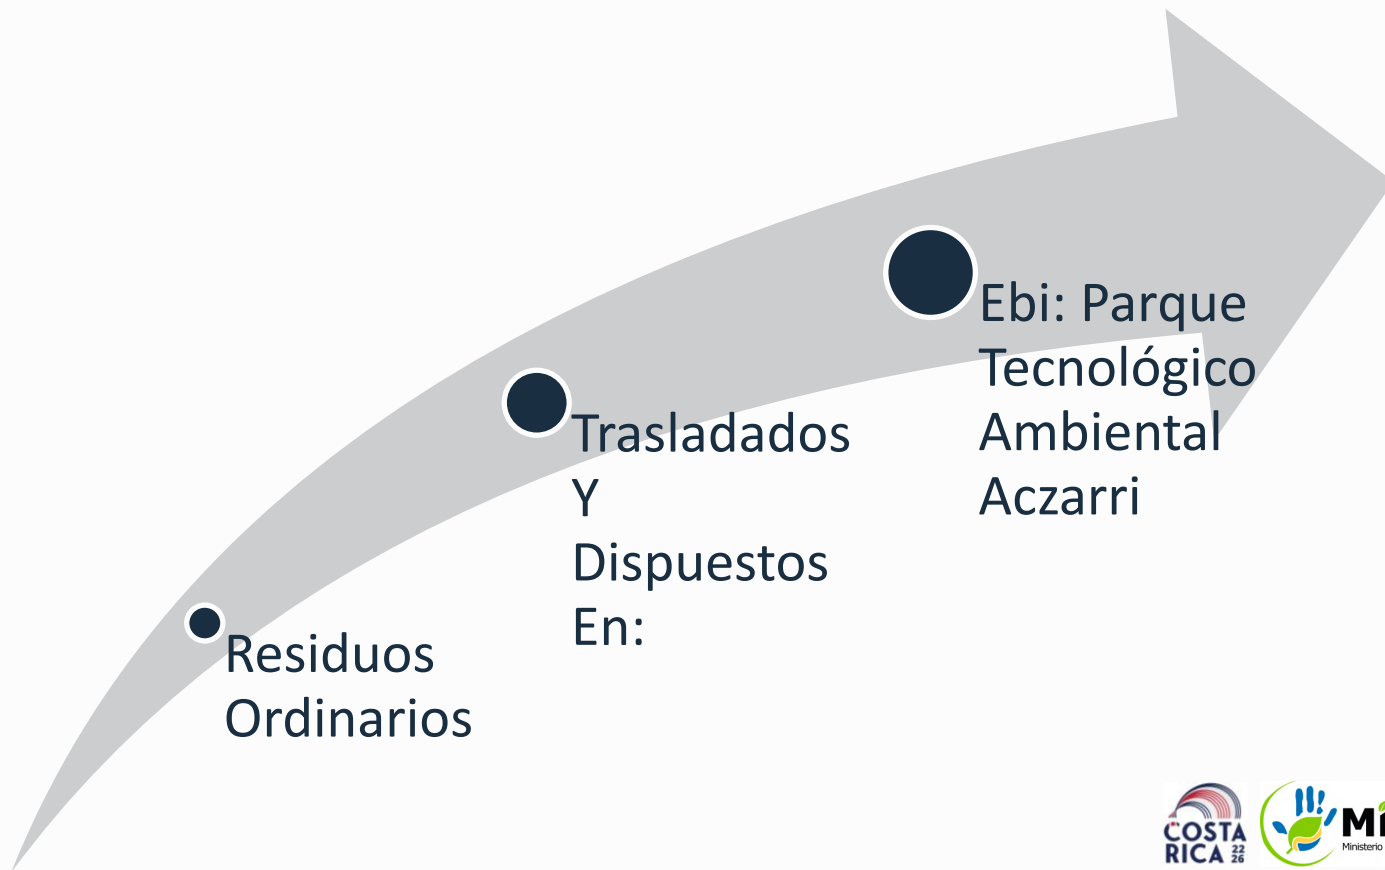 Ebi: Parque
Tecnológico
Ambiental
Aczarri
Trasladados
Y
Dispuestos
En:
Residuos
Ordinarios
COSTA
RICA 22
26
Ministerio